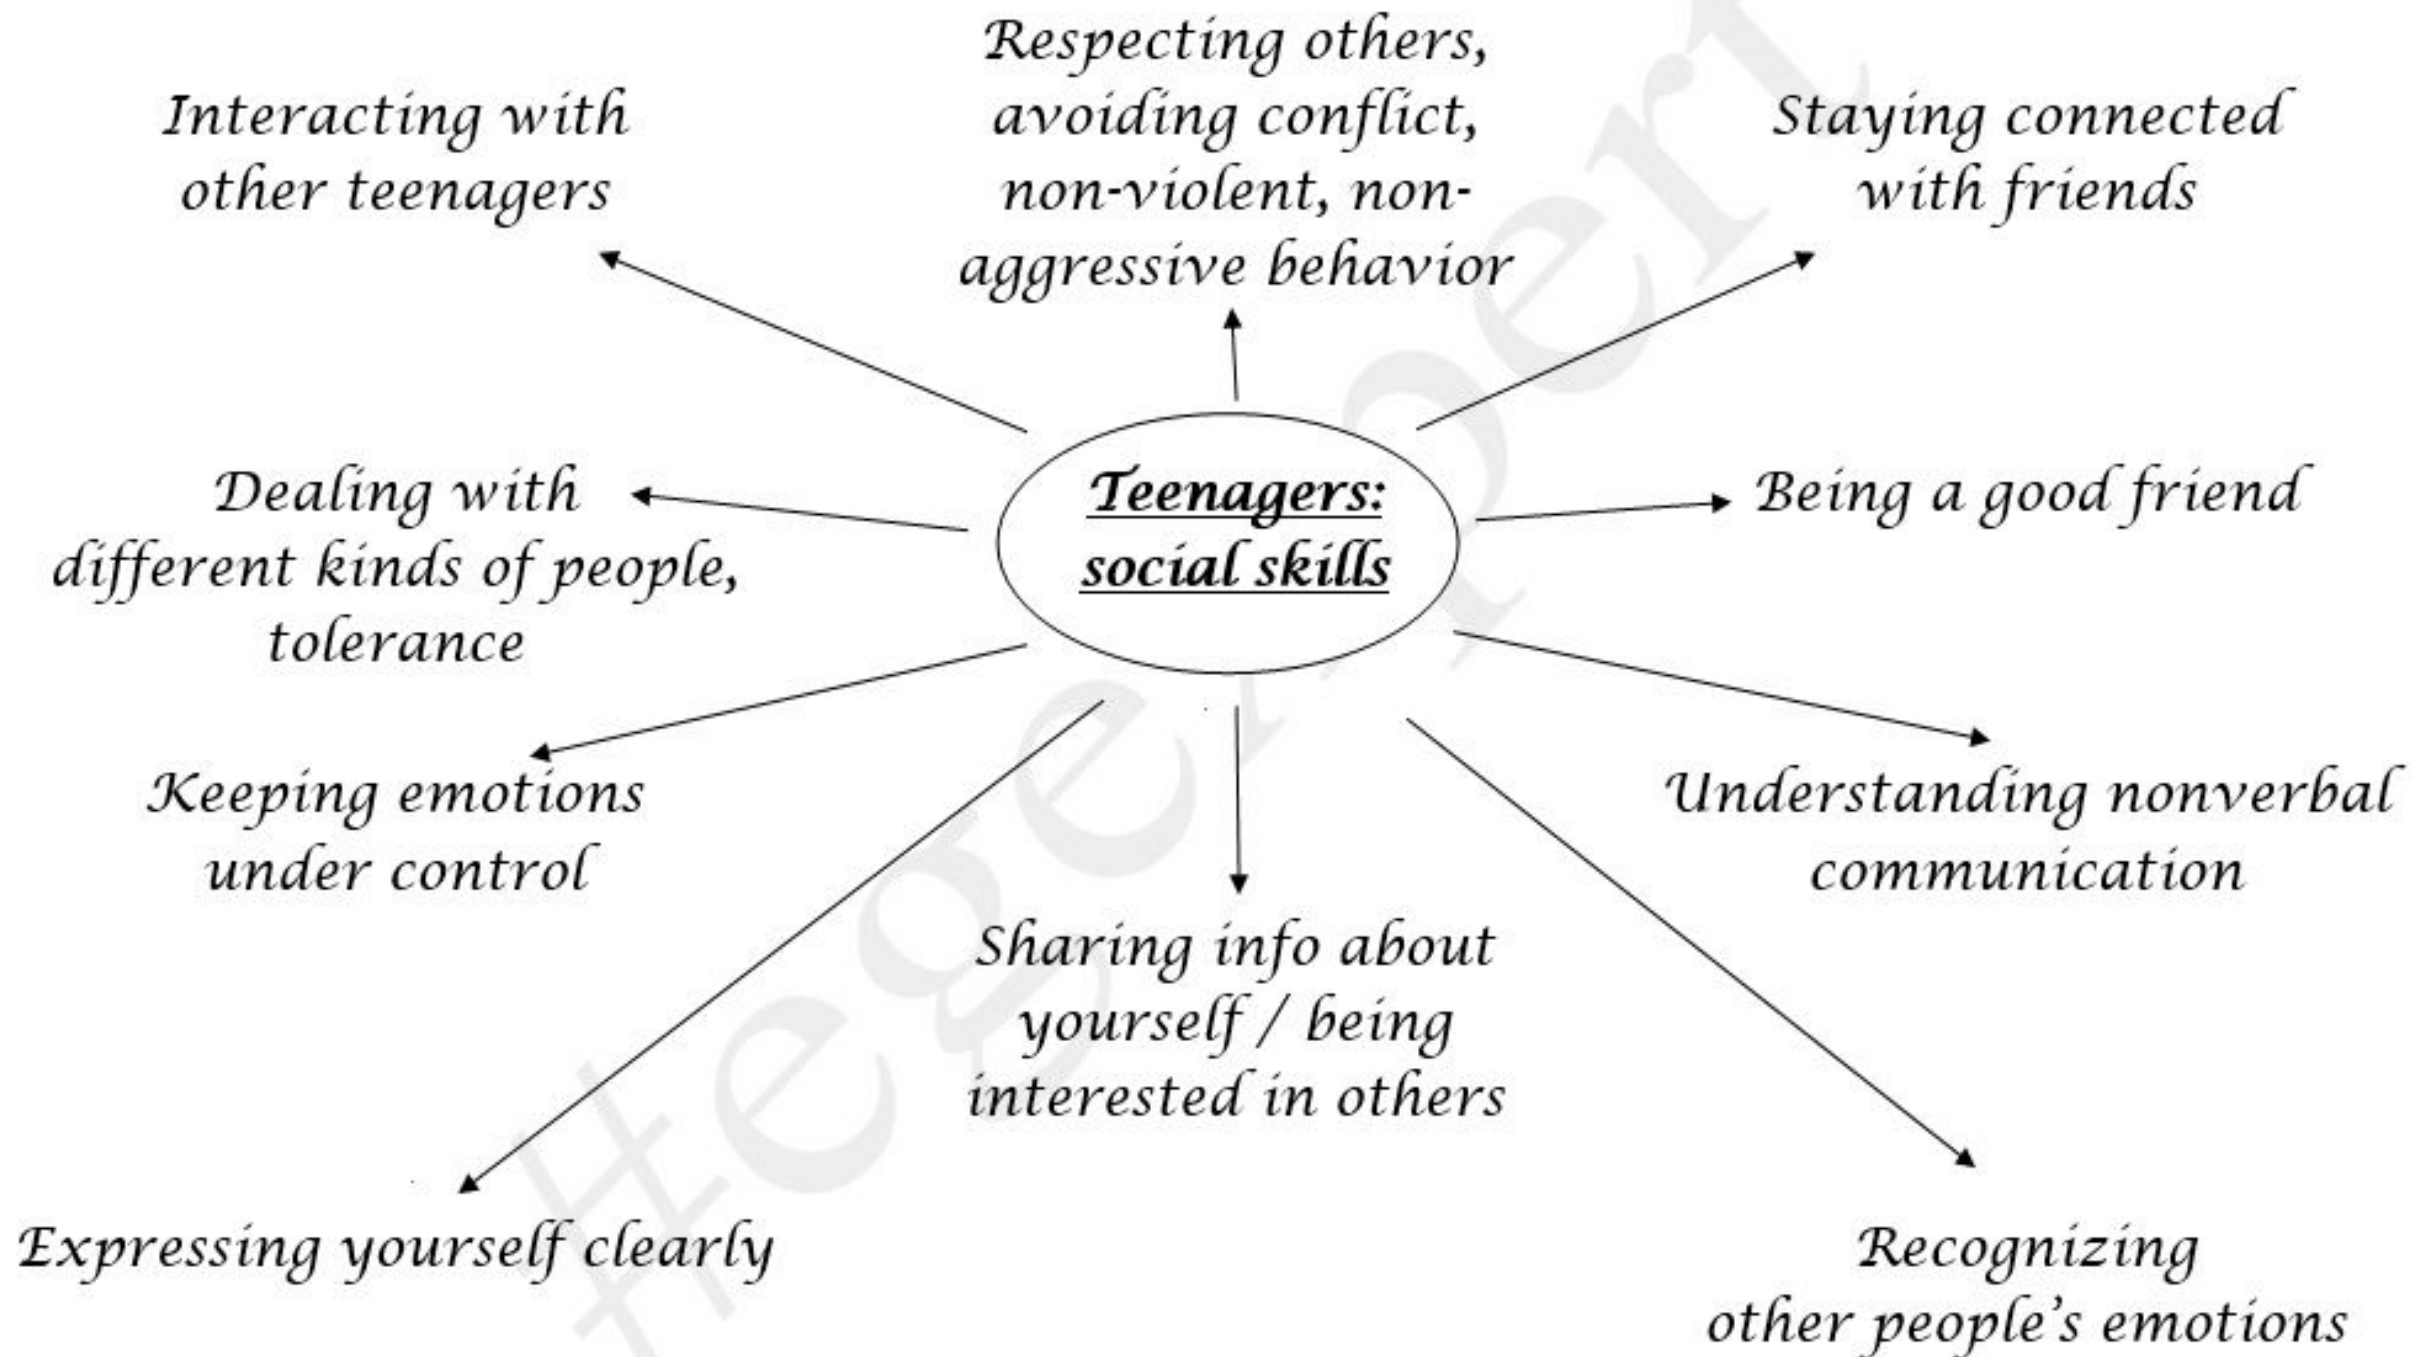 Interacting with
other teenagers
Respecting others,
avoiding conflict,
non-violent, non-
aggressive behavior
Staying connected
with friends
Dealing with
different kinds of people,
tolerance
Teenagers:
social skills
Being a good friend
Keeping emotions
under control
Understanding nonverbal
communication
Sharing info about
yourself / being
interested in others
Expressing yourself clearly
Recognizing
other people's emotions
#egexpert